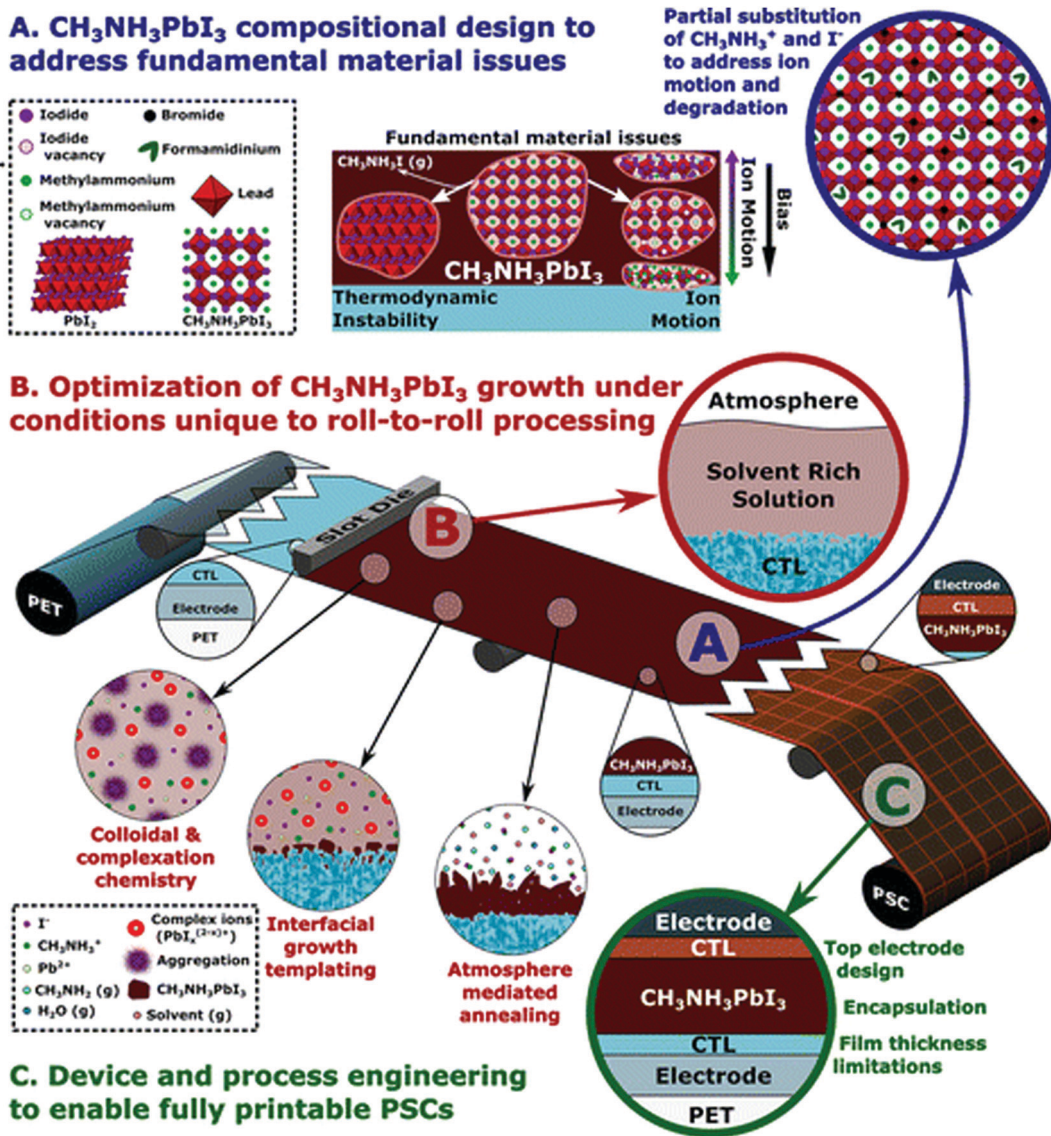 A. CH₃NH₃PbI₃ compositional design to
address fundamental material issues
Partial substitution
of CH₃NH₃⁺ and I⁻
to address ion
motion and
degradation
Iodide
Iodide
vacancy
Methylammonium
Methylammonium
vacancy
Bromide
Formamidinium
Lead
PbI₂
CH₃NH₃PbI₃
Fundamental material issues
CH₃NH₃I (g)
CH₃NH₃PbI₃
Thermodynamic
Instability
Ion
Motion
Ion Motion
Bias
B. Optimization of CH₃NH₃PbI₃ growth under
conditions unique to roll-to-roll processing
Atmosphere
Solvent Rich
Solution
CTL
Slot Die
B
PET
CTL
Electrode
PET
A
Electrode
CTL
CH₃NH₃PbI₃
CH₃NH₃PbI₃
CTL
Electrode
C
PSC
Colloidal &
complexation
chemistry
Interfacial
growth
templating
Atmosphere
mediated
annealing
I⁻
CH₃NH₃⁺
Pb²⁺
CH₃NH₂ (g)
H₂O (g)
Complex ions
(PbIₓ⁽²⁻ˣ⁾⁺)
Aggregation
CH₃NH₃PbI₃
Solvent (g)
Electrode
CTL
CH₃NH₃PbI₃
CTL
Electrode
PET
Top electrode
design
Encapsulation
Film thickness
limitations
C. Device and process engineering
to enable fully printable PSCs